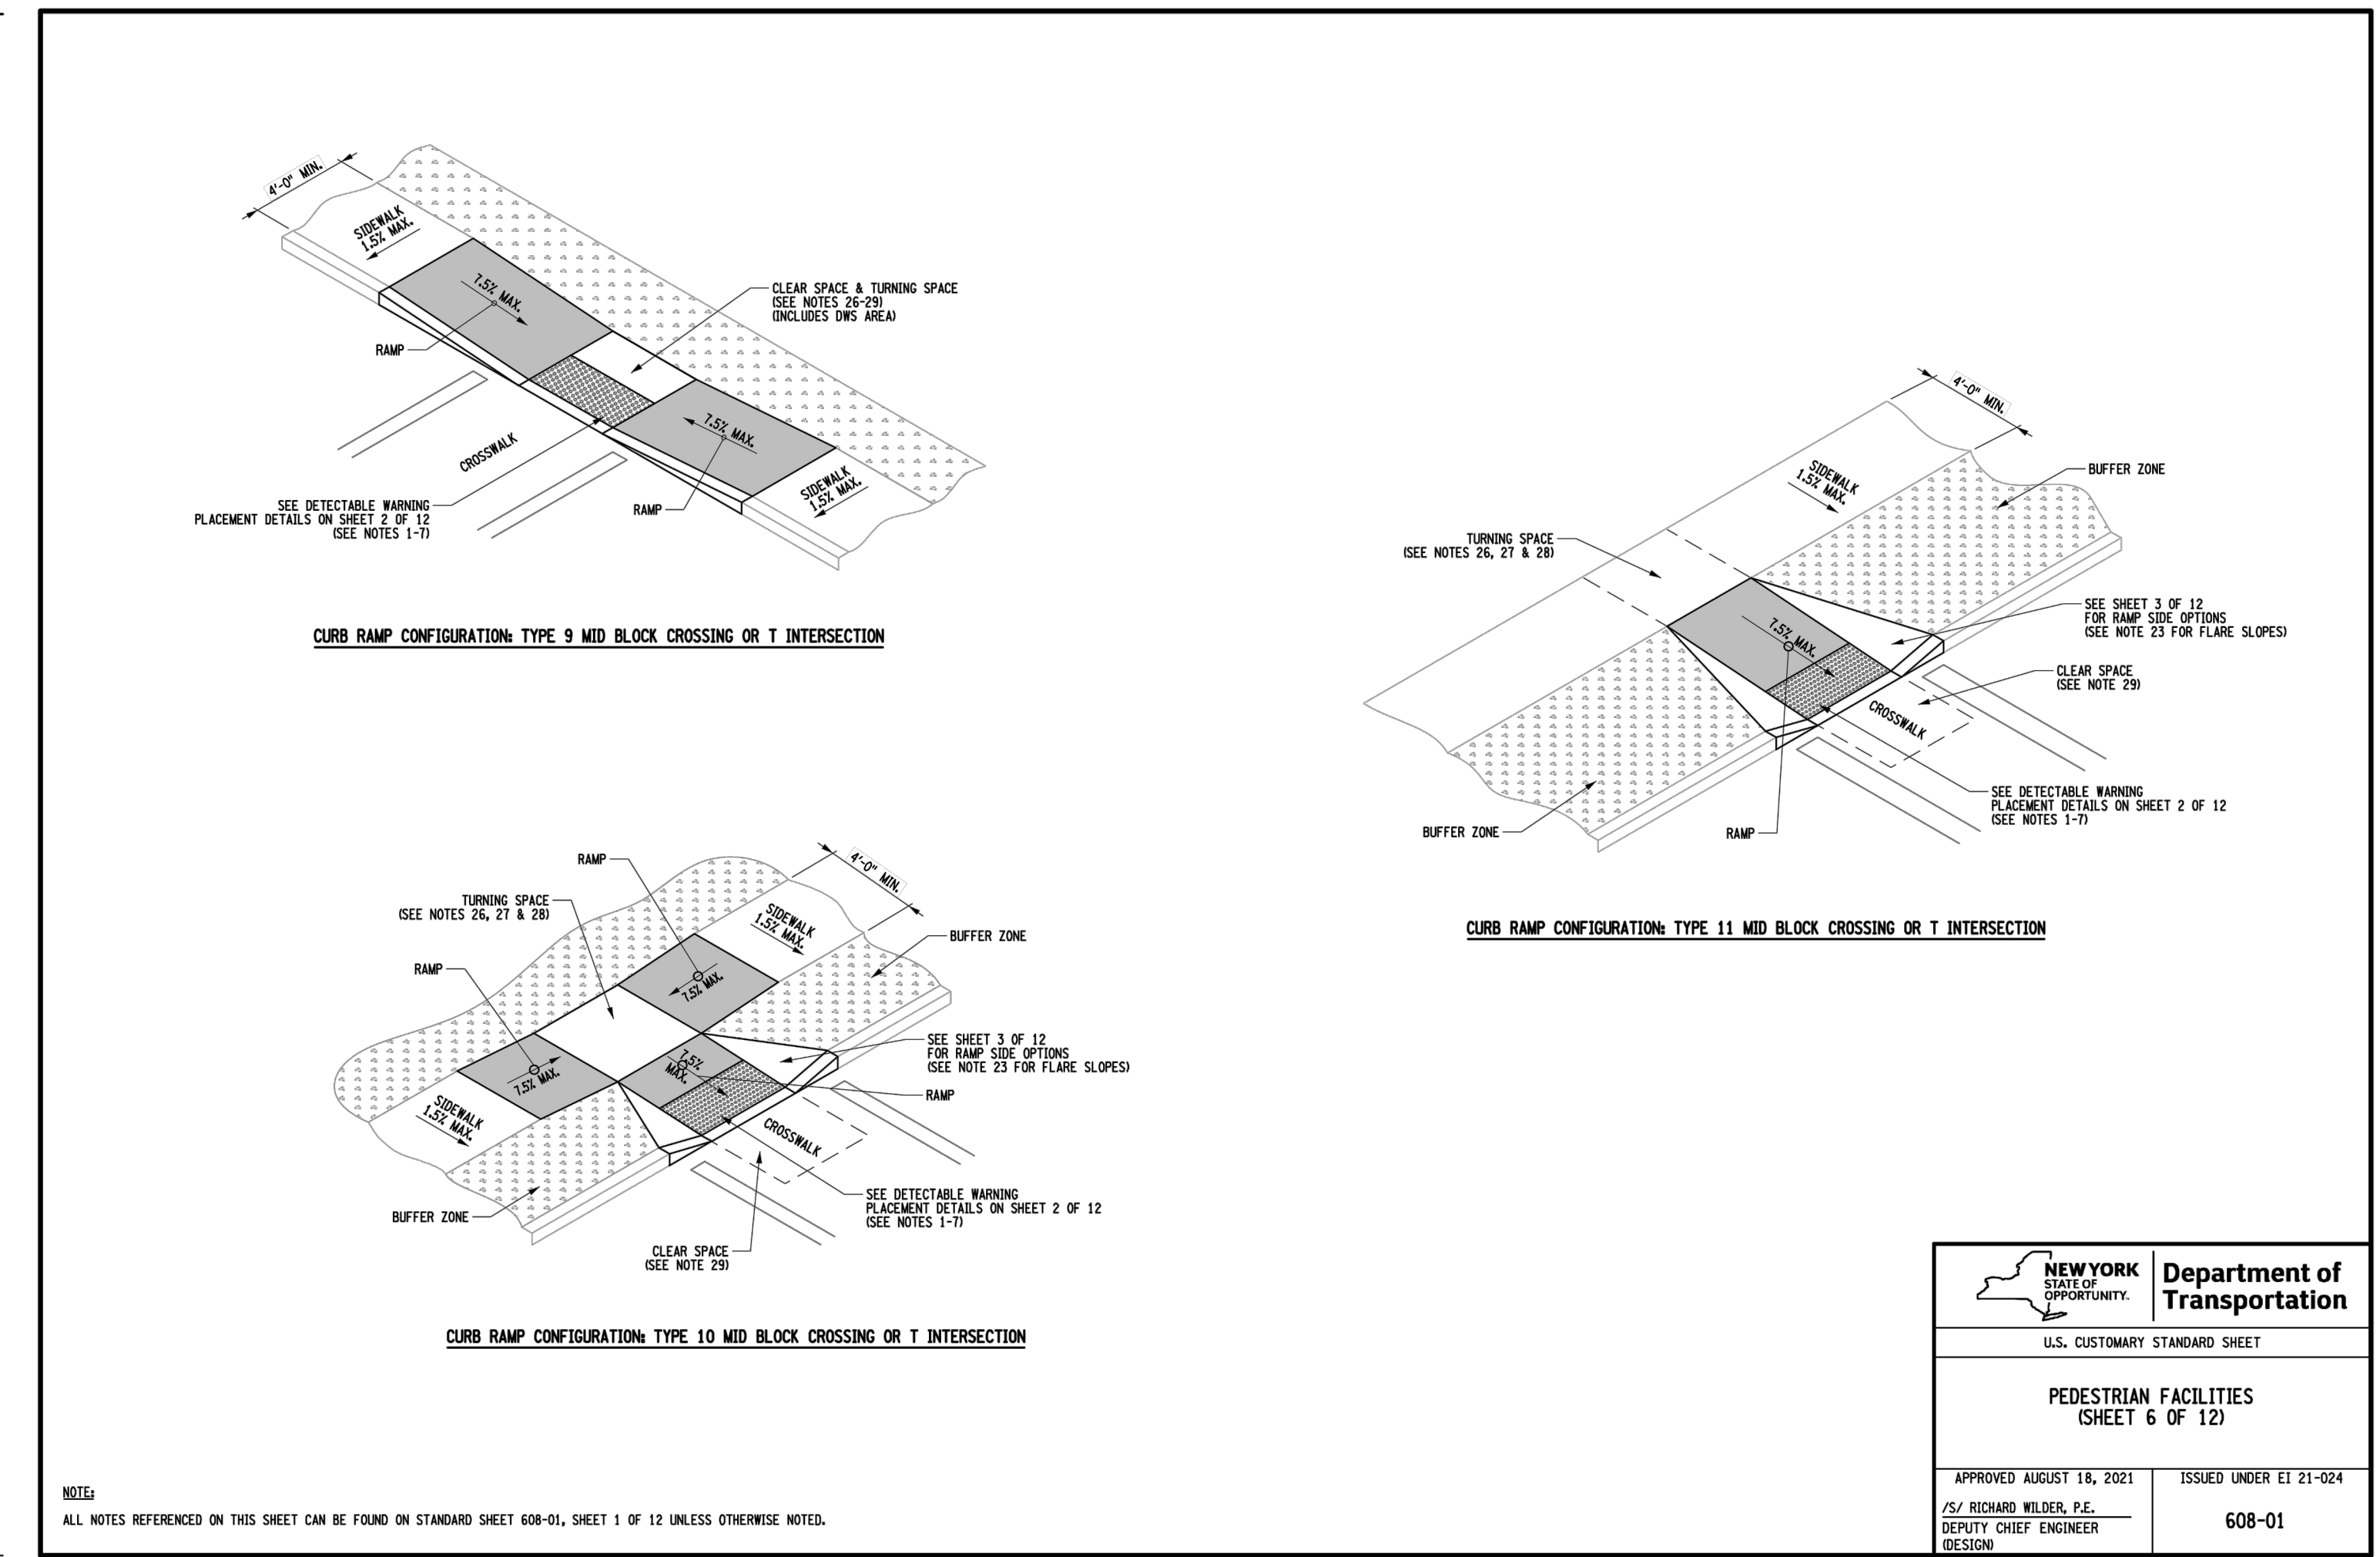 4'-0" MIN.
SIDEWALK
1.5% MAX.
7.5% MAX.
CLEAR SPACE & TURNING SPACE
(SEE NOTES 26-29)
(INCLUDES DWS AREA)
RAMP
7.5% MAX.
CROSSWALK
SIDEWALK
1.5% MAX.
SEE DETECTABLE WARNING
PLACEMENT DETAILS ON SHEET 2 OF 12
(SEE NOTES 1-7)
RAMP
CURB RAMP CONFIGURATION: TYPE 9 MID BLOCK CROSSING OR T INTERSECTION
4'-0" MIN.
SIDEWALK
1.5% MAX.
BUFFER ZONE
TURNING SPACE
(SEE NOTES 26, 27 & 28)
7.5% MAX.
SEE SHEET 3 OF 12
FOR RAMP SIDE OPTIONS
(SEE NOTE 23 FOR FLARE SLOPES)
CLEAR SPACE
(SEE NOTE 29)
CROSSWALK
SEE DETECTABLE WARNING
PLACEMENT DETAILS ON SHEET 2 OF 12
(SEE NOTES 1-7)
BUFFER ZONE
RAMP
CURB RAMP CONFIGURATION: TYPE 11 MID BLOCK CROSSING OR T INTERSECTION
RAMP
4'-0" MIN.
TURNING SPACE
(SEE NOTES 26, 27 & 28)
SIDEWALK
1.5% MAX.
BUFFER ZONE
RAMP
7.5% MAX.
SEE SHEET 3 OF 12
FOR RAMP SIDE OPTIONS
(SEE NOTE 23 FOR FLARE SLOPES)
7.5%
MAX.
7.5% MAX.
RAMP
SIDEWALK
1.5% MAX.
CROSSWALK
SEE DETECTABLE WARNING
PLACEMENT DETAILS ON SHEET 2 OF 12
(SEE NOTES 1-7)
BUFFER ZONE
CLEAR SPACE
(SEE NOTE 29)
CURB RAMP CONFIGURATION: TYPE 10 MID BLOCK CROSSING OR T INTERSECTION
NOTE:
ALL NOTES REFERENCED ON THIS SHEET CAN BE FOUND ON STANDARD SHEET 608-01, SHEET 1 OF 12 UNLESS OTHERWISE NOTED.
NEW YORK
STATE OF
OPPORTUNITY™
Department of
Transportation
U.S. CUSTOMARY STANDARD SHEET
PEDESTRIAN FACILITIES
(SHEET 6 OF 12)
APPROVED AUGUST 18, 2021
/S/ RICHARD WILDER, P.E.
DEPUTY CHIEF ENGINEER
(DESIGN)
ISSUED UNDER EI 21-024
608-01